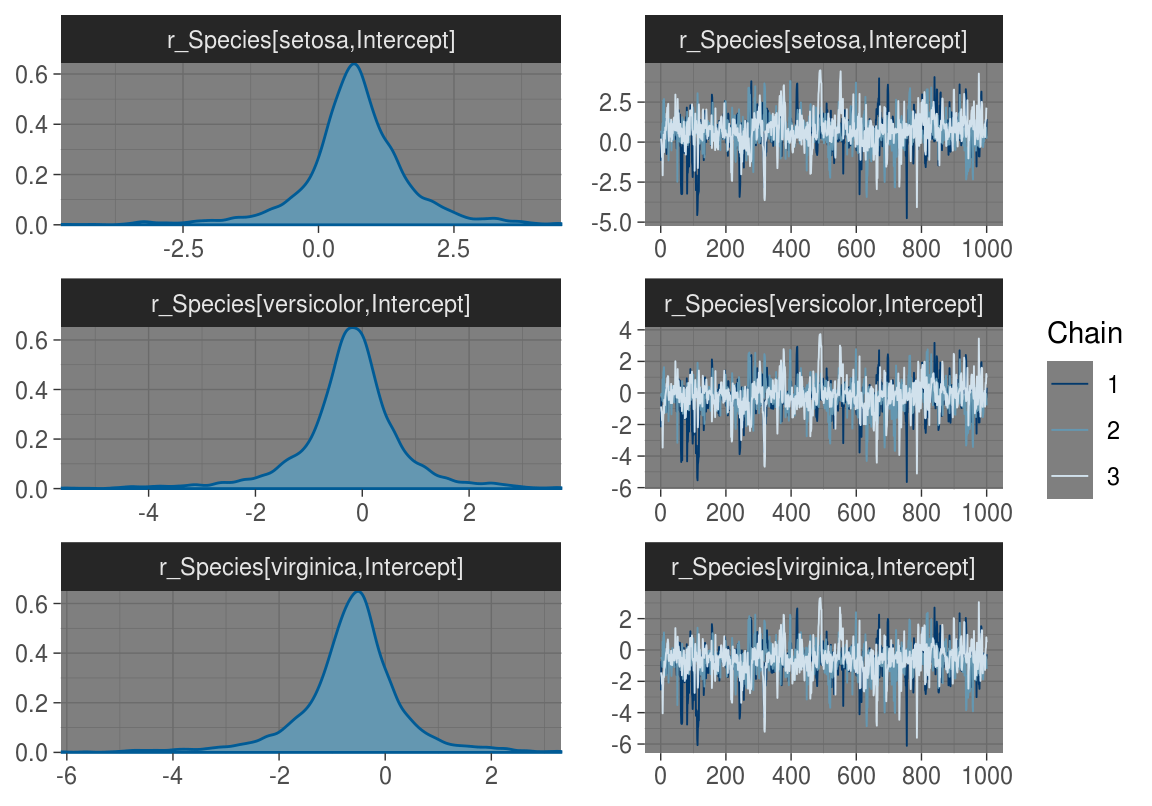 r_Species[setosa,Intercept]
0.6
0.4
0.2
0.0
-2.5 0.0 2.5
r_Species[setosa,Intercept]
2.5
0.0
-2.5
-5.0
0 200 400 600 800 1000
r_Species[versicolor,Intercept]
0.6
0.4
0.2
0.0
-4 -2 0 2
r_Species[versicolor,Intercept]
4
2
0
-2
-4
-6
0 200 400 600 800 1000
r_Species[virginica,Intercept]
0.6
0.4
0.2
0.0
-6 -4 -2 0 2
r_Species[virginica,Intercept]
2
0
-2
-4
-6
0 200 400 600 800 1000
Chain
1
2
3